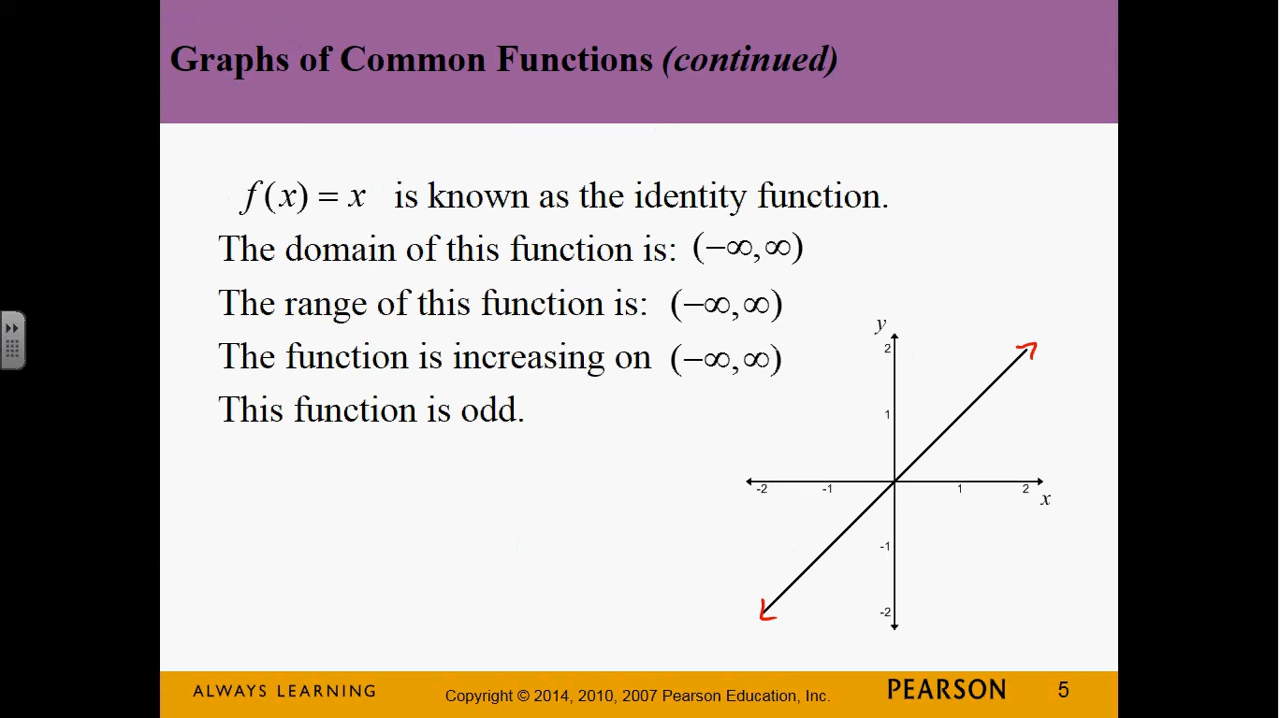 Graphs of Common Functions (continued)
f(x) = x is known as the identity function.
The domain of this function is: (−∞,∞)
The range of this function is: (−∞,∞)
The function is increasing on (−∞,∞)
This function is odd.
y
2
1
-2 -1 1 2
x
-1
-2
ALWAYS LEARNING Copyright © 2014, 2010, 2007 Pearson Education, Inc. PEARSON 5